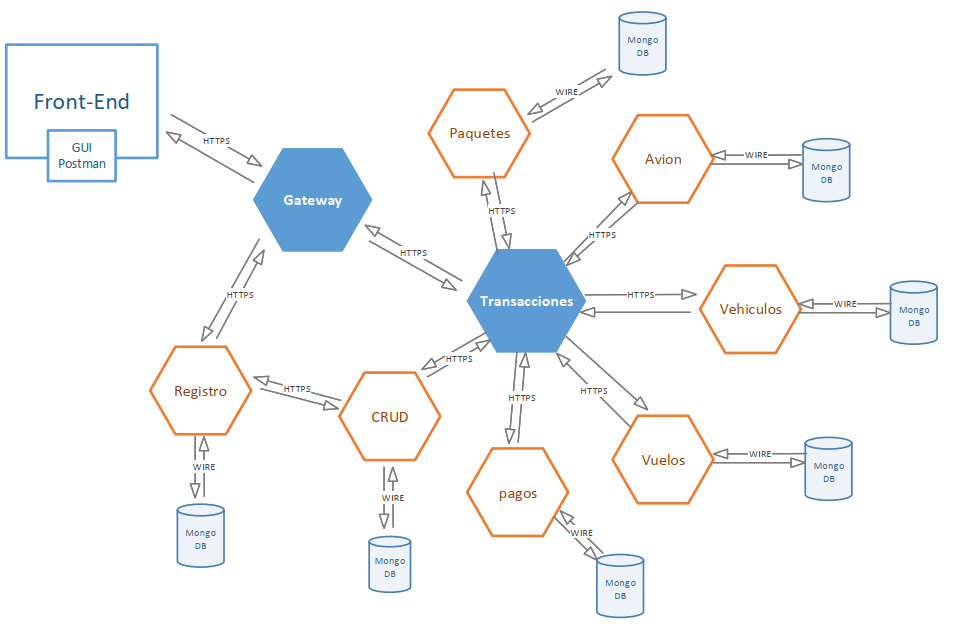 Mongo
DB
WIRE
Front-End
GUI
Postman
HTTPS
Paquetes
Avion
WIRE
Mongo
DB
Gateway
HTTPS
HTTPS
HTTPS
Transacciones
HTTPS
HTTPS
Vehiculos
WIRE
Mongo
DB
HTTPS
Registro
HTTPS
CRUD
HTTPS
HTTPS
Vuelos
WIRE
Mongo
DB
WIRE
Mongo
DB
WIRE
Mongo
DB
pagos
WIRE
Mongo
DB